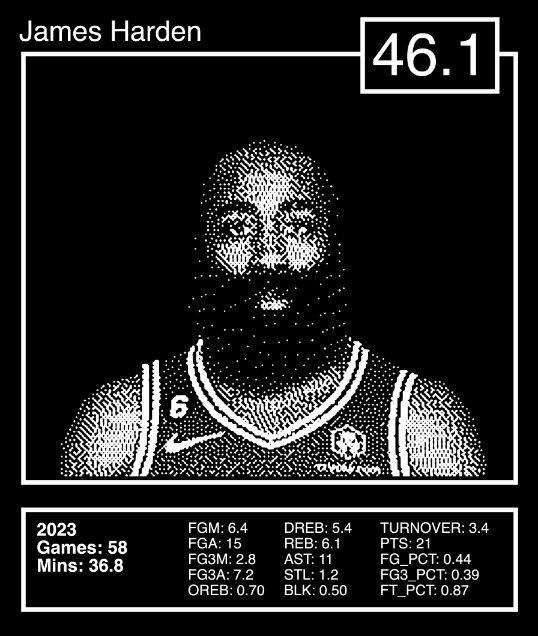 James Harden
46.1
6
2023
Games: 58
Mins: 36.8
FGM: 6.4
FGA: 15
FG3M: 2.8
FG3A: 7.2
OREB: 0.70
DREB: 5.4
REB: 6.1
AST: 11
STL: 1.2
BLK: 0.50
TURNOVER: 3.4
PTS: 21
FG_PCT: 0.44
FG3_PCT: 0.39
FT_PCT: 0.87